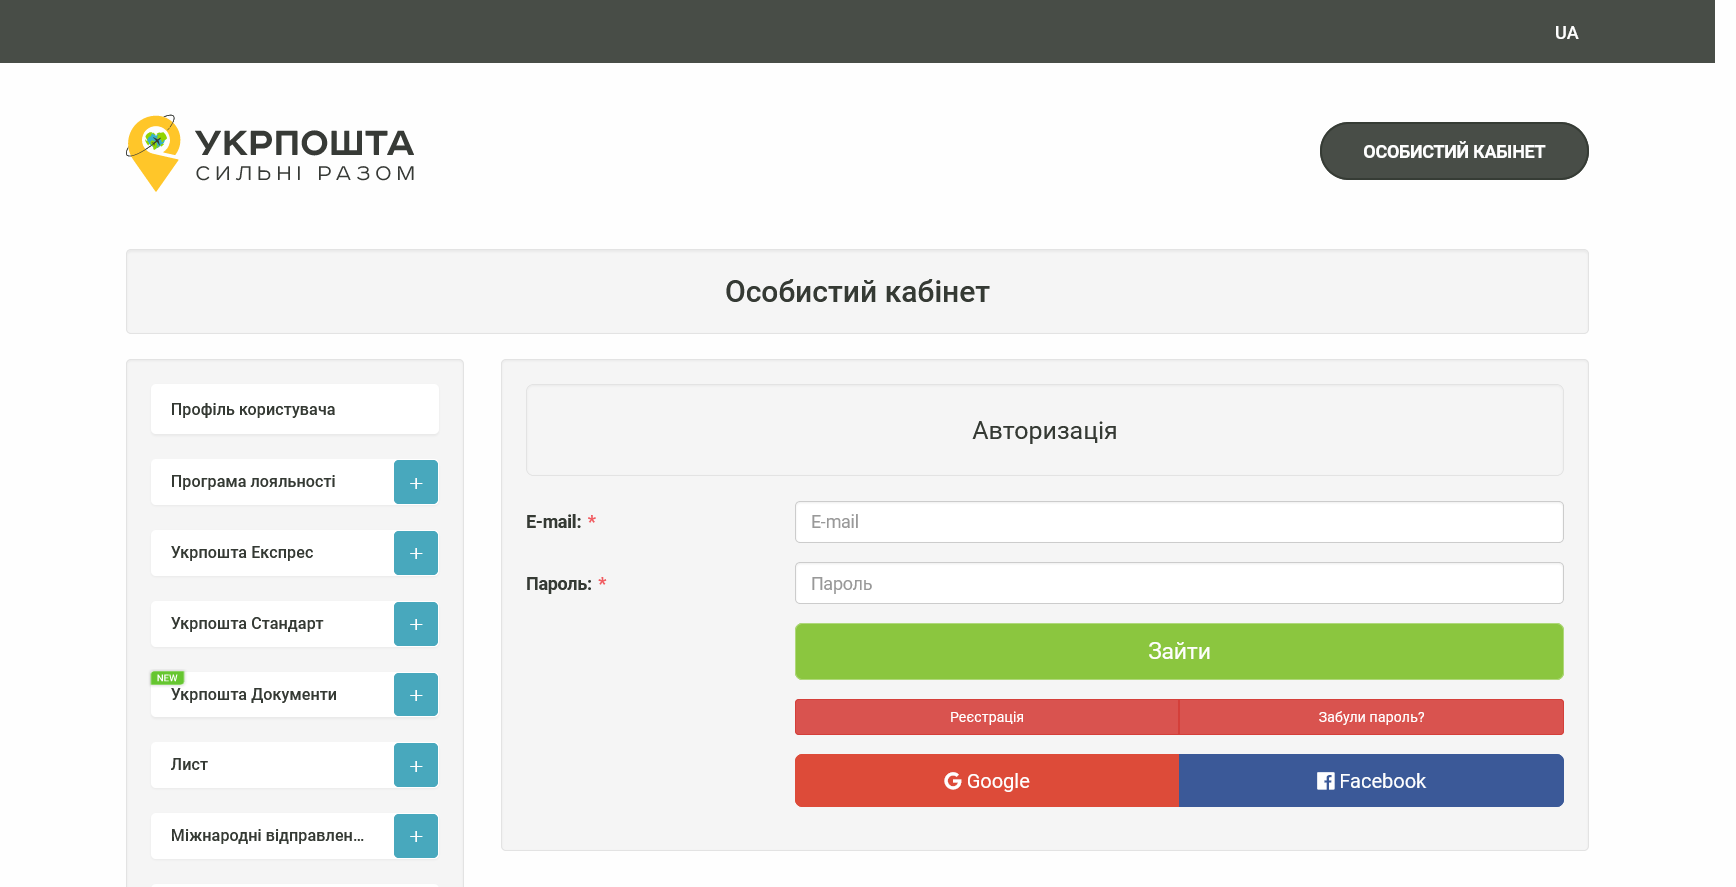 UA
УКРПОШТА
СИЛЬНІ РАЗОМ
ОСОБИСТИЙ КАБІНЕТ
Особистий кабінет
Профіль користувача
Програма лояльності
Укрпошта Експрес
Укрпошта Стандарт
NEW
Укрпошта Документи
Лист
Міжнародні відправлен...
Авторизація
E-mail: *
E-mail
Пароль: *
Пароль
Зайти
Реєстрація
Забули пароль?
Google
Facebook